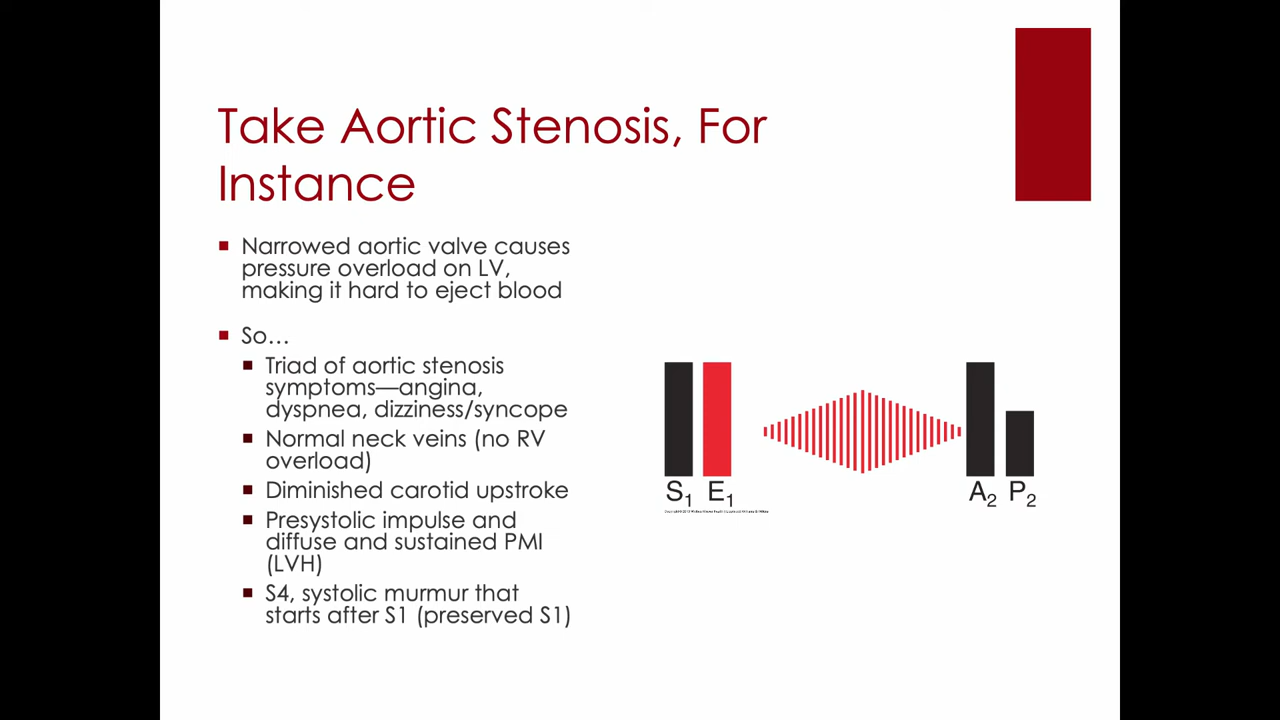 Take Aortic Stenosis, For
Instance
Narrowed aortic valve causes
pressure overload on LV,
making it hard to eject blood
So…
Triad of aortic stenosis
symptoms—angina,
dyspnea, dizziness/syncope
Normal neck veins (no RV
overload)
Diminished carotid upstroke
Presystolic impulse and
diffuse and sustained PMI
(LVH)
S4, systolic murmur that
starts after S1 (preserved S1)
S1 E1 A2 P2